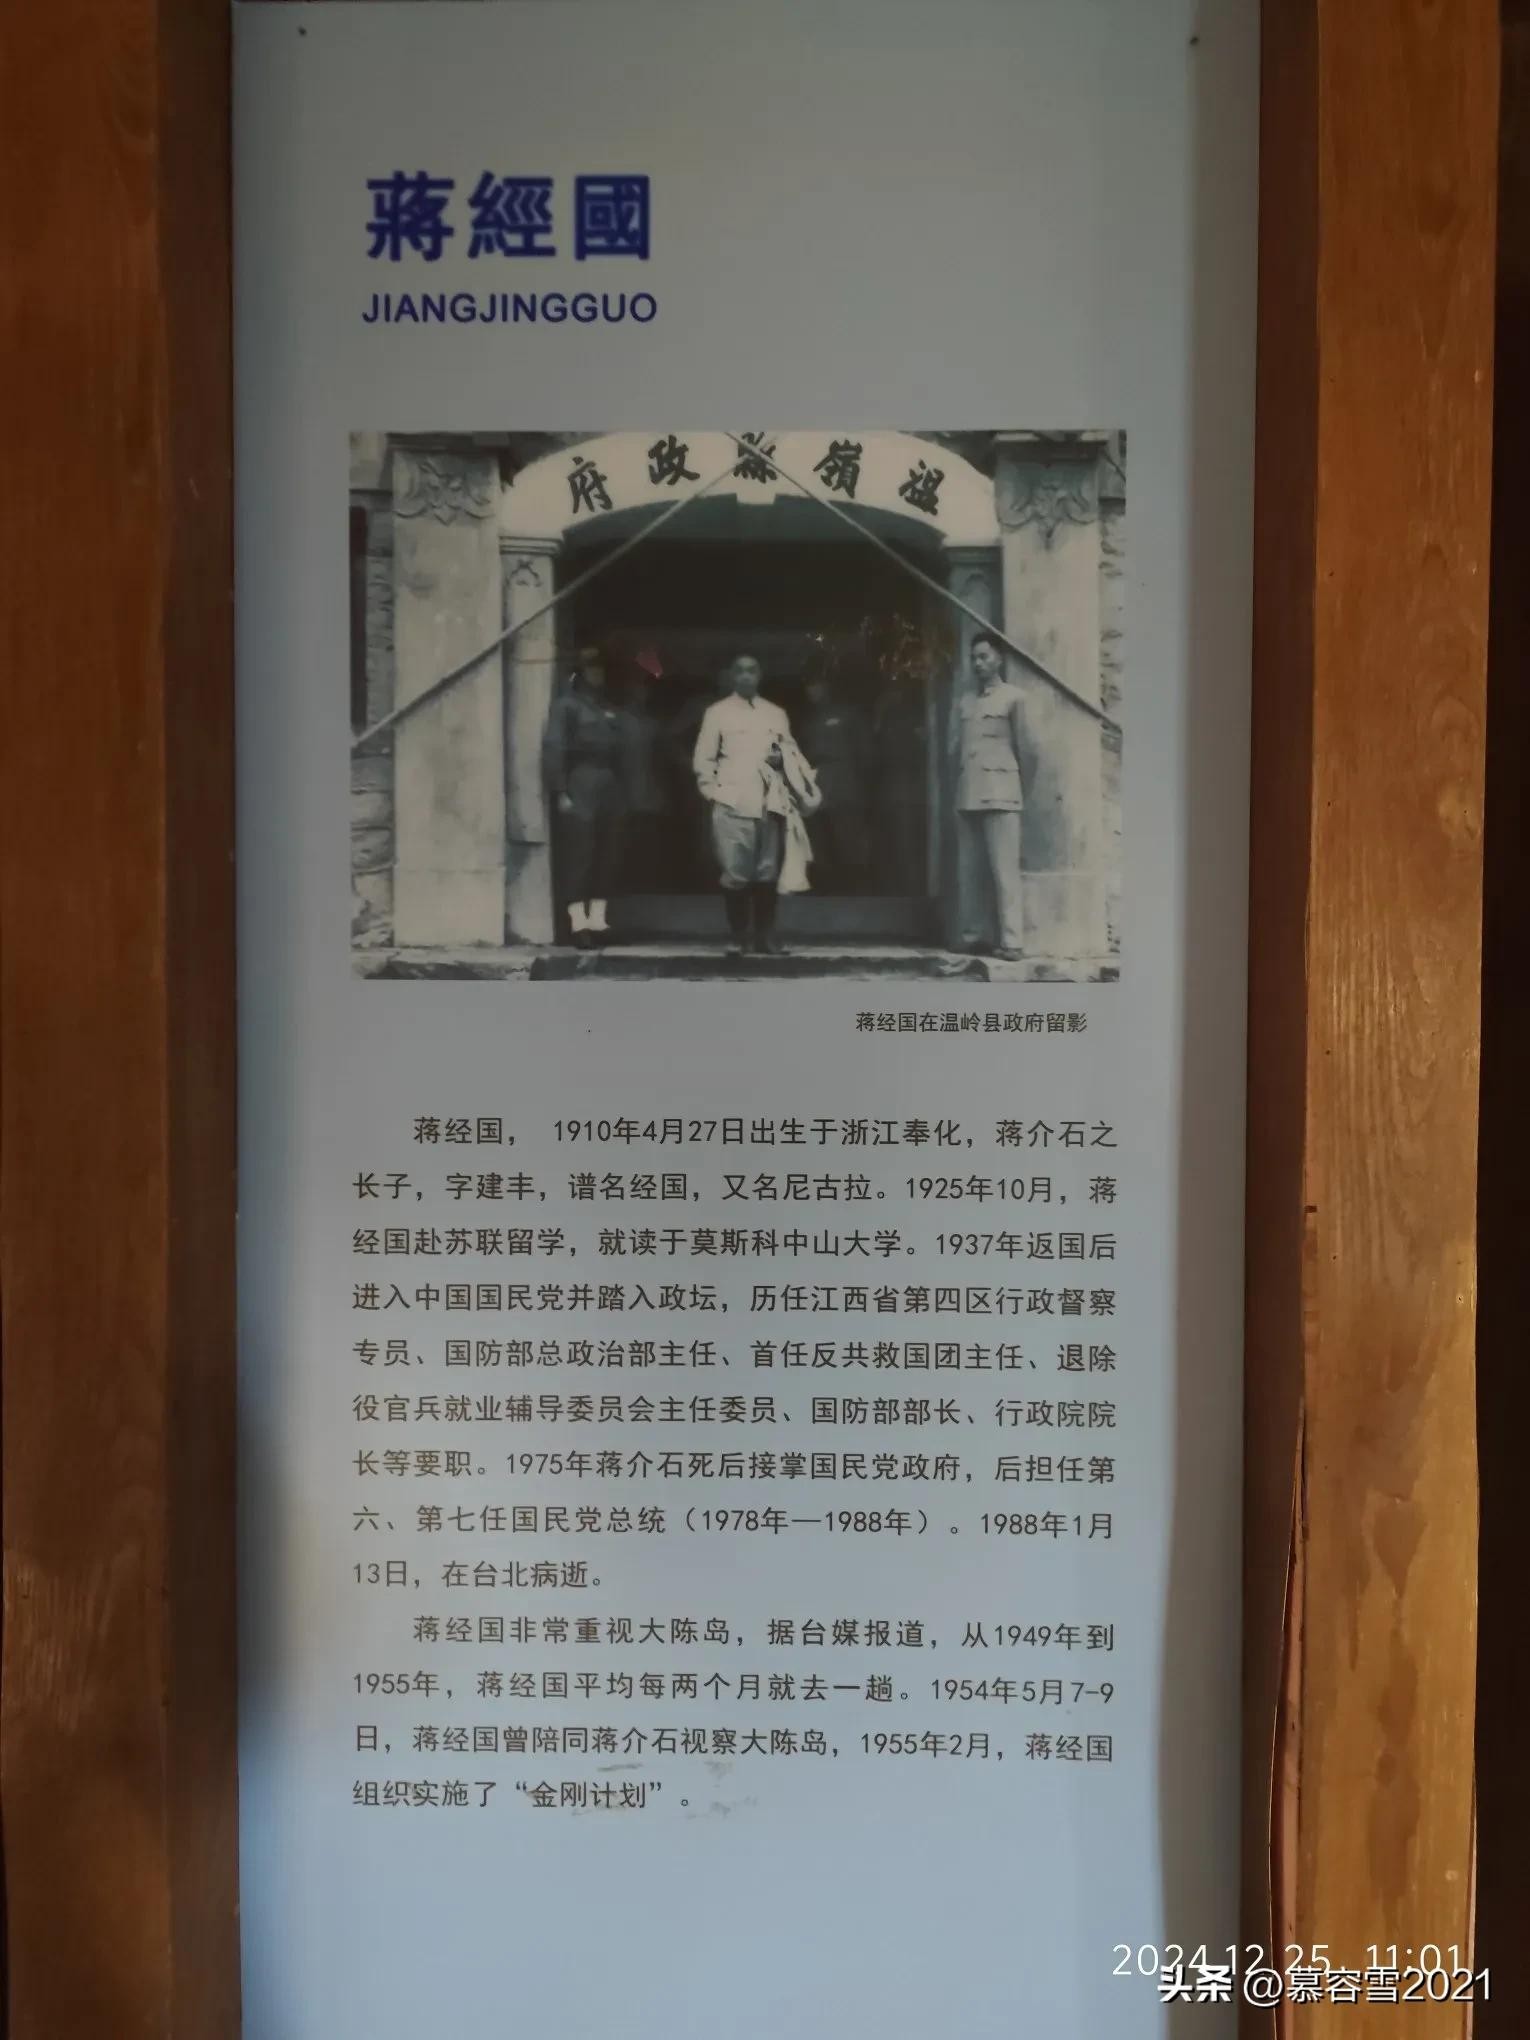 蔣經國
JIANGJINGGUO
府政縣嶺溫
蒋经国在温岭县政府留影
蒋经国， 1910年4月27日出生于浙江奉化，蒋介石之
长子，字建丰，谱名经国，又名尼古拉。1925年10月，蒋
经国赴苏联留学，就读于莫斯科中山大学。1937年返国后
进入中国国民党并踏入政坛，历任江西省第四区行政督察
专员、国防部总政治部主任、首任反共救国团主任、退除
役官兵就业辅导委员会主任委员、国防部部长、行政院院
长等要职。1975年蒋介石死后接掌国民党政府，后担任第
六、第七任国民党总统（1978年—1988年）。1988年1月
13日，在台北病逝。
蒋经国非常重视大陈岛，据台媒报道，从1949年到
1955年，蒋经国平均每两个月就去一趟。1954年5月7-9
日，蒋经国曾陪同蒋介石视察大陈岛，1955年2月，蒋经国
组织实施了“金刚计划”。
2024.12.25. 11:01
头条 @慕容雪2021